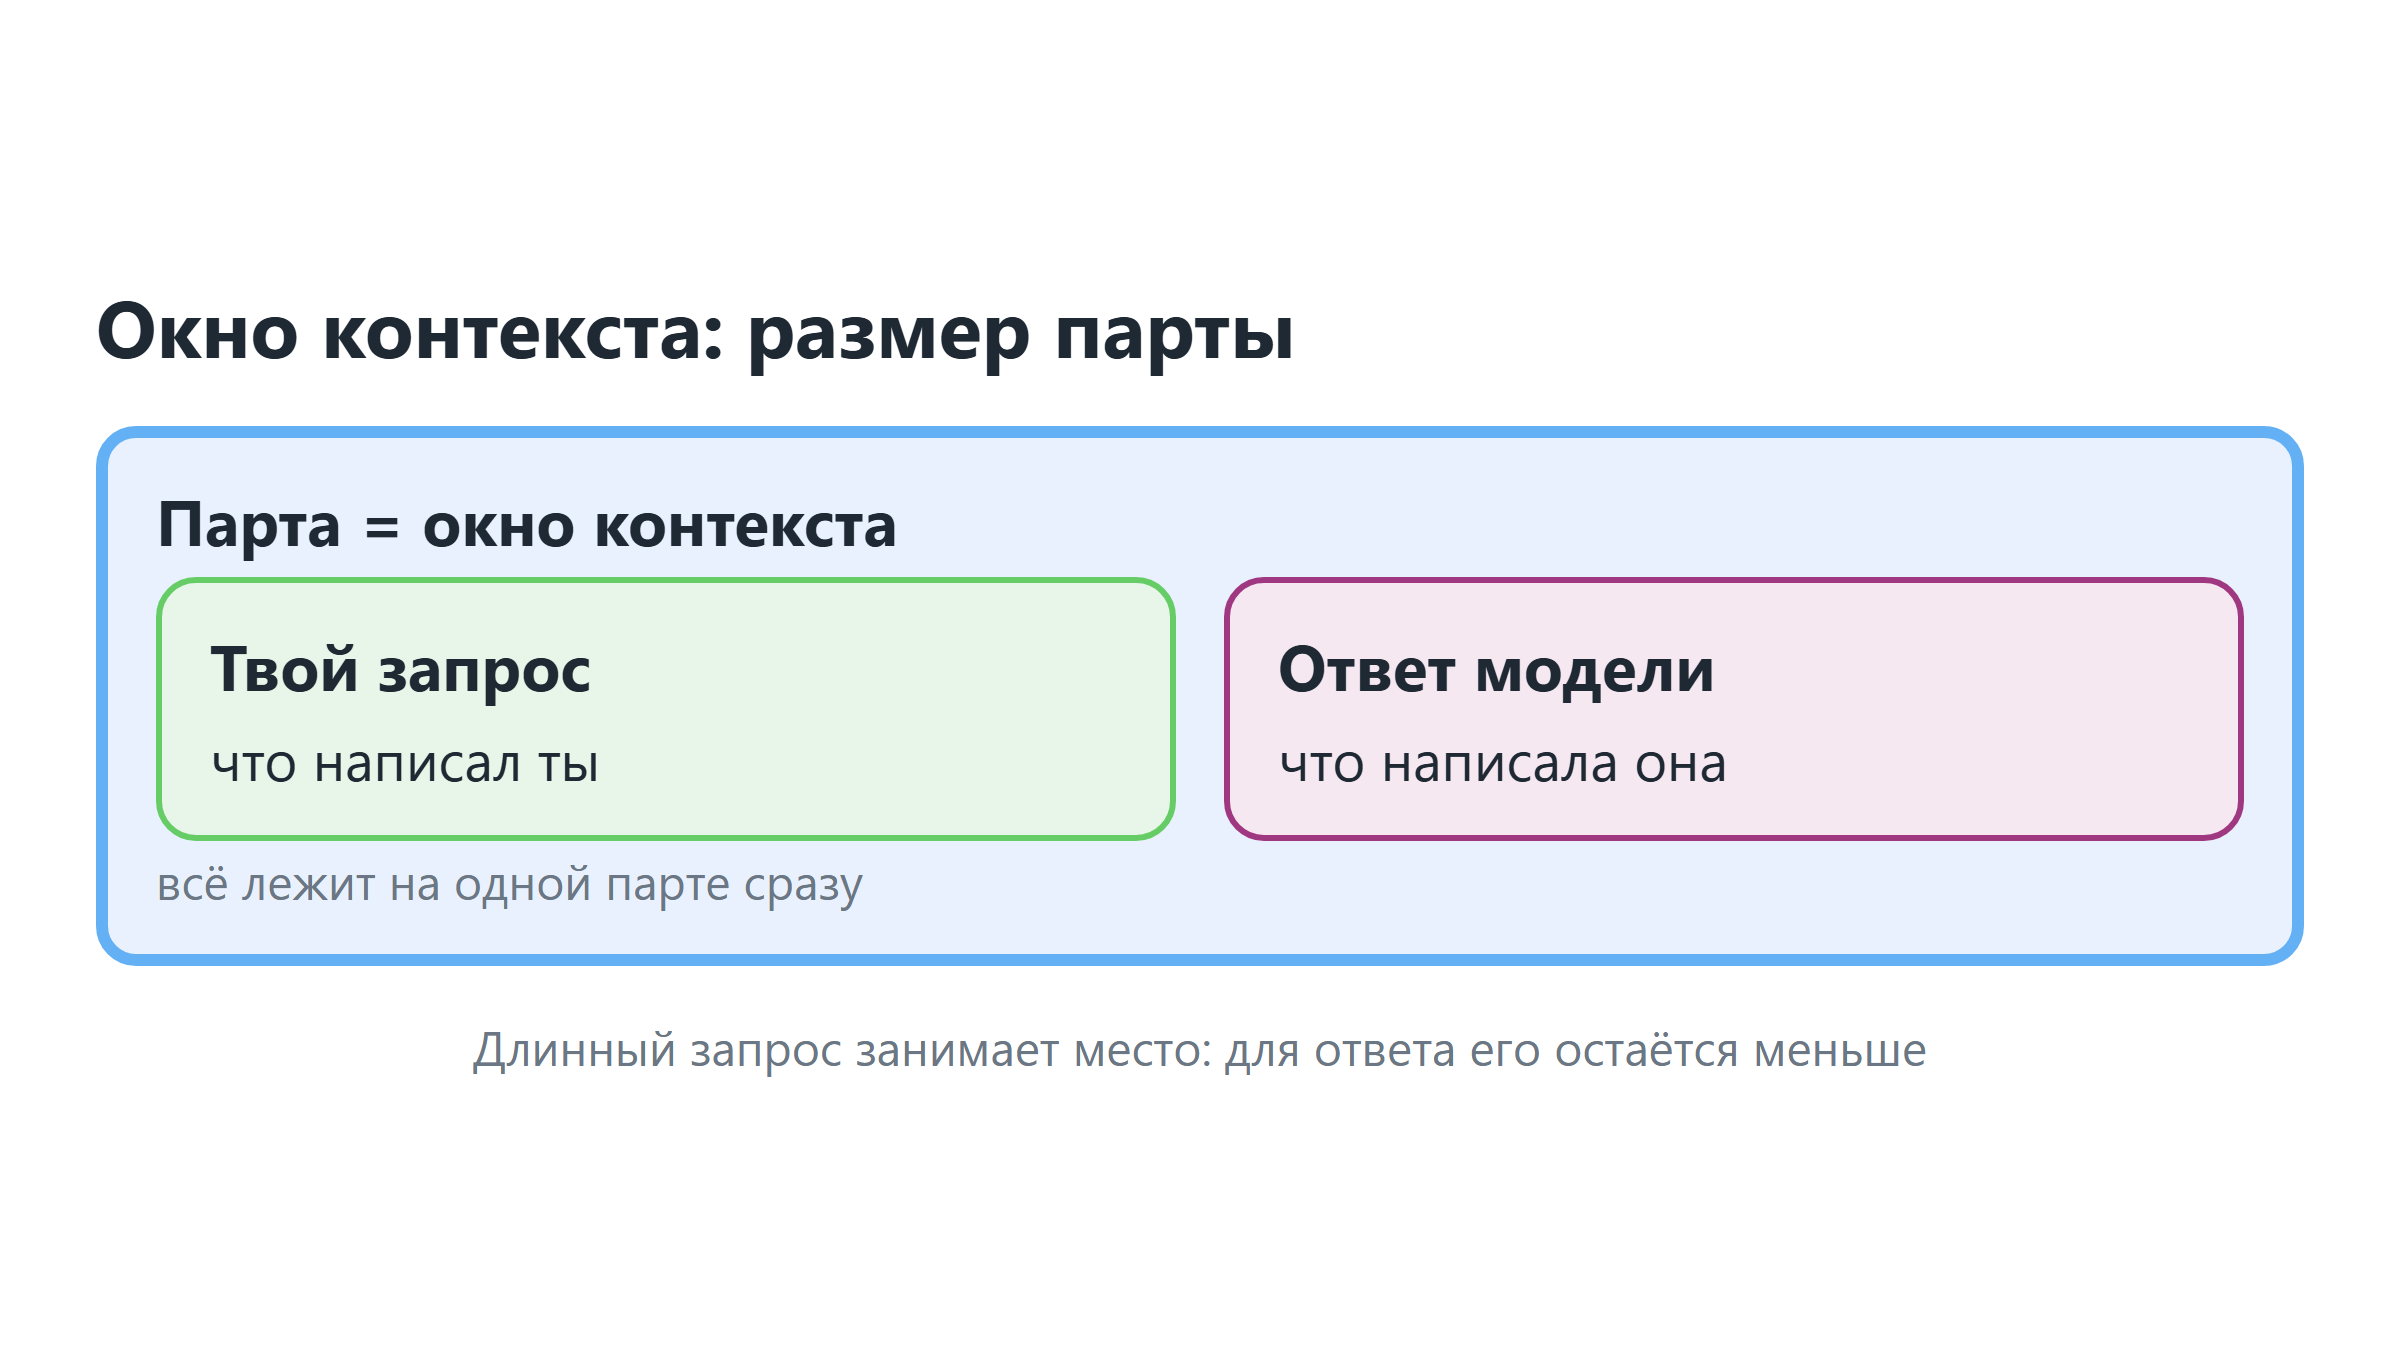 Окно контекста: размер парты
Парта = окно контекста
Твой запрос
что написал ты
Ответ модели
что написала она
всё лежит на одной парте сразу
Длинный запрос занимает место: для ответа его остаётся меньше